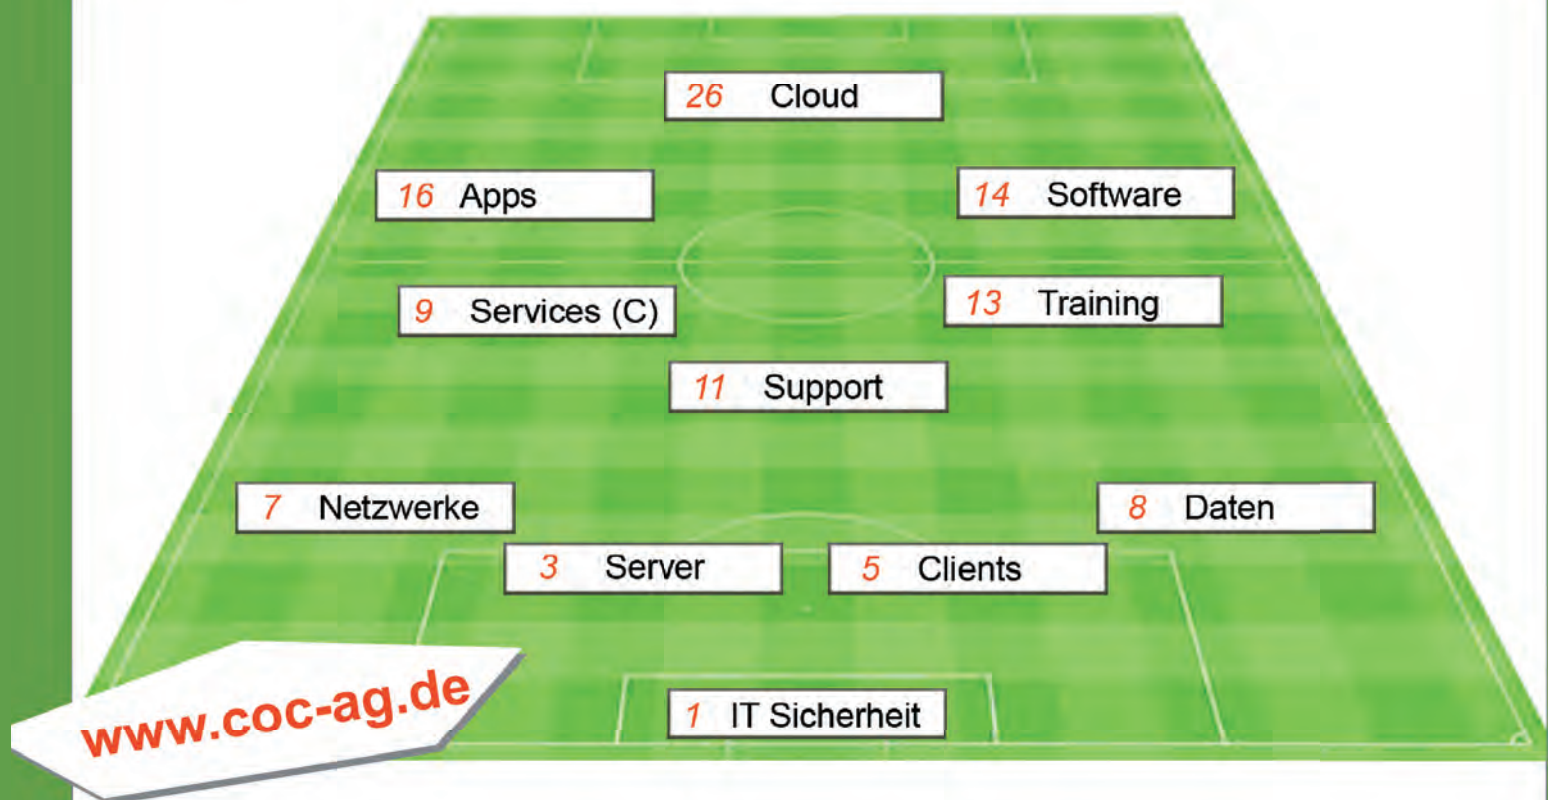 26 Cloud
16 Apps
14 Software
9 Services (C)
13 Training
11 Support
7 Netzwerke
8 Daten
3 Server
5 Clients
www.coc-ag.de
1 IT Sicherheit